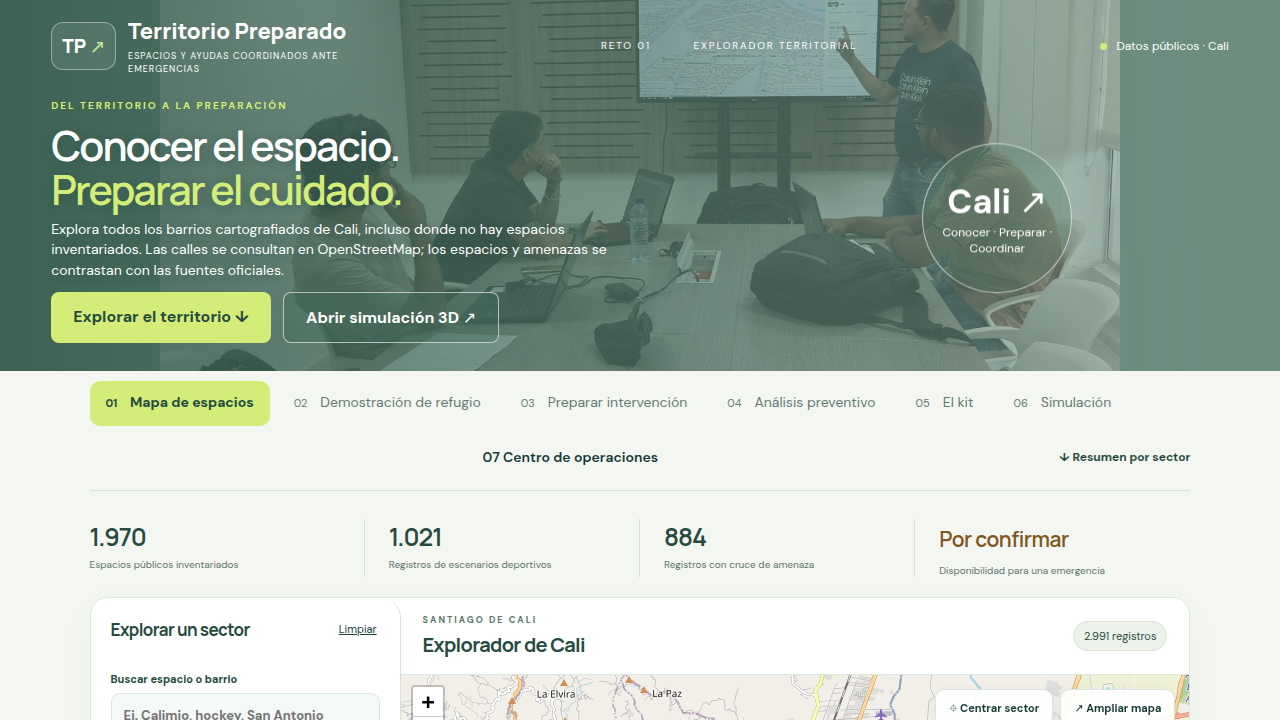 TP ↗
Territorio Preparado
ESPACIOS Y AYUDAS COORDINADOS ANTE
EMERGENCIAS
RETO 01
EXPLORADOR TERRITORIAL
Datos públicos · Cali
DEL TERRITORIO A LA PREPARACIÓN
Conocer el espacio.
Preparar el cuidado.
Explora todos los barrios cartografiados de Cali, incluso donde no hay espacios
inventariados. Las calles se consultan en OpenStreetMap; los espacios y amenazas se
contrastan con las fuentes oficiales.
Explorar el territorio ↓
Abrir simulación 3D ↗
Calvin Klein
Cali ↗
Conocer · Preparar ·
Coordinar
01 Mapa de espacios
02 Demostración de refugio
03 Preparar intervención
04 Análisis preventivo
05 El kit
06 Simulación
07 Centro de operaciones
↓ Resumen por sector
1.970
Espacios públicos inventariados
1.021
Registros de escenarios deportivos
884
Registros con cruce de amenaza
Por confirmar
Disponibilidad para una emergencia
Explorar un sector
Limpiar
Buscar espacio o barrio
Ej. Calimio, hockey, San Antonio
SANTIAGO DE CALI
Explorador de Cali
2.991 registros
+
La Elvira
La Paz
⌖ Centrar sector
↗ Ampliar mapa